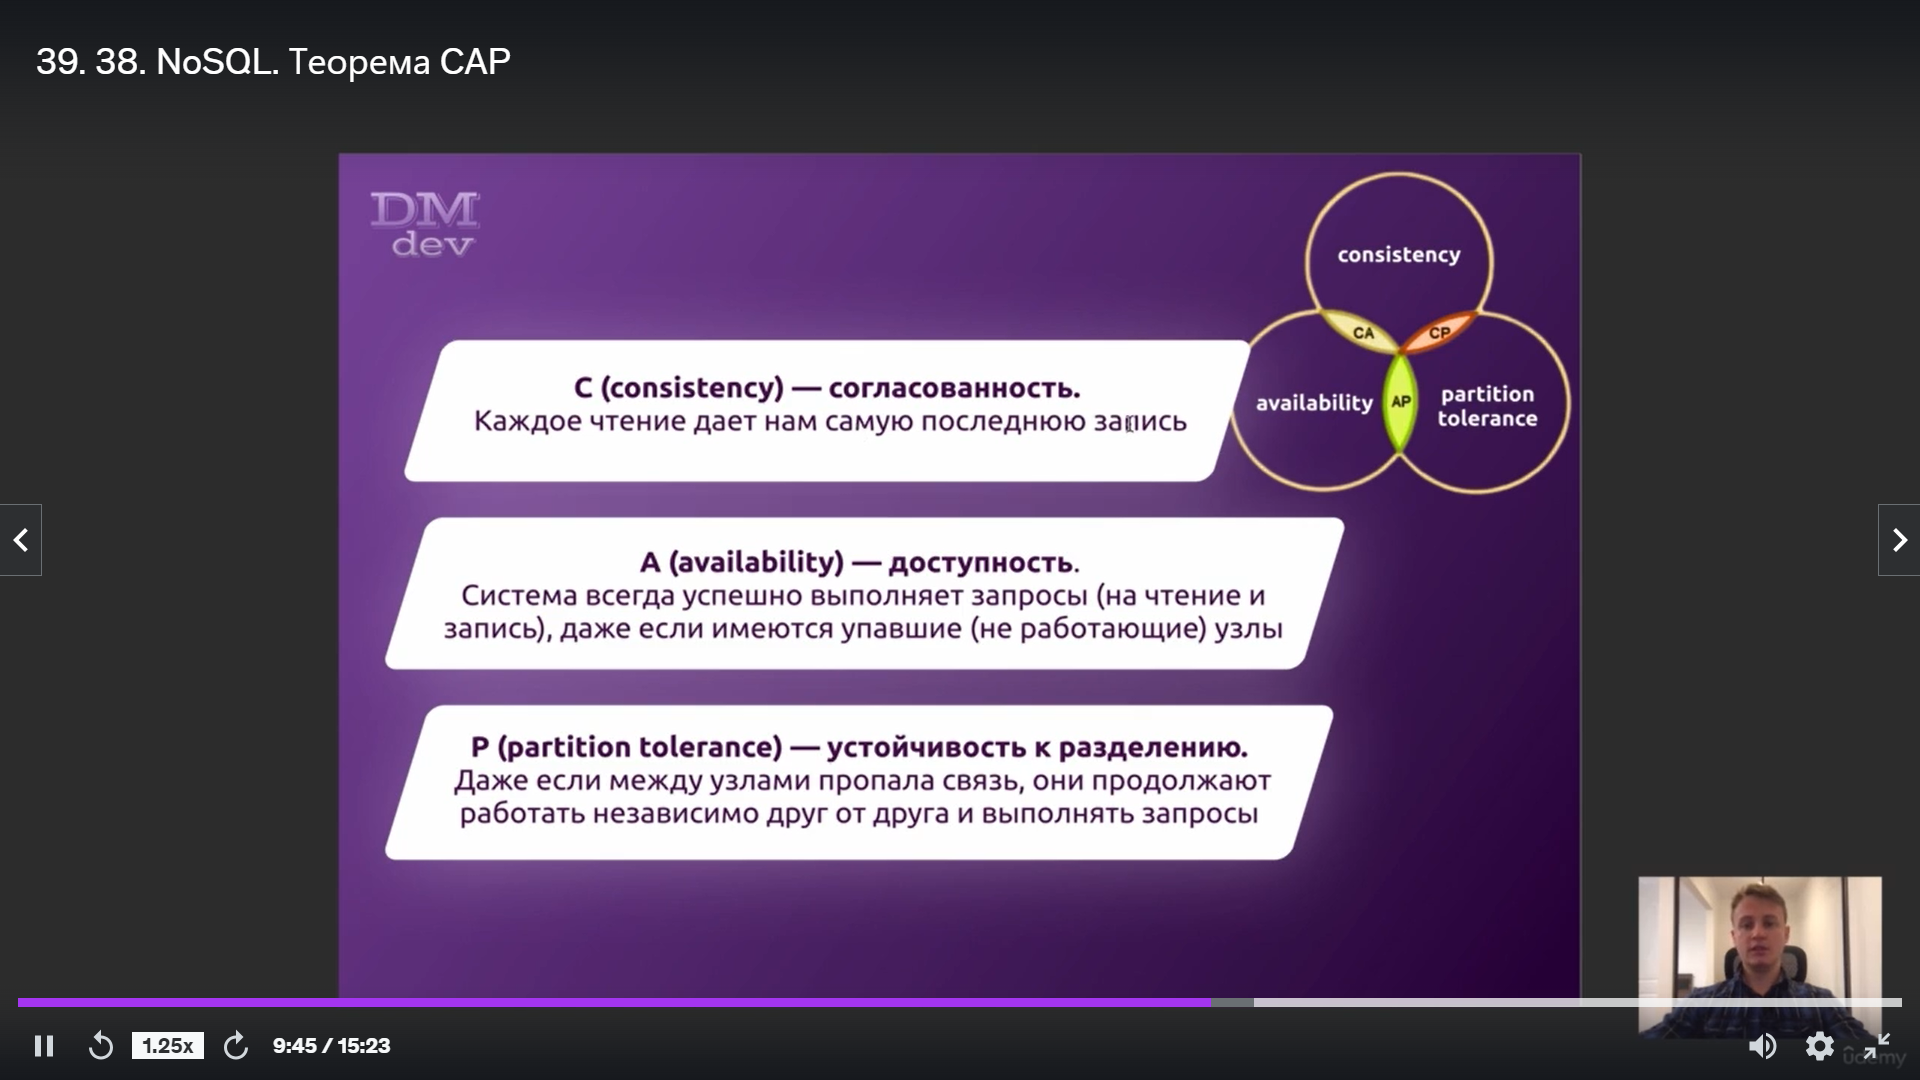 39. 38. NoSQL. Теорема CAP
DM
dev
consistency
CA
CP
availability
AP
partition
tolerance
C (consistency) — согласованность.
Каждое чтение дает нам самую последнюю запись
A (availability) — доступность.
Система всегда успешно выполняет запросы (на чтение и
запись), даже если имеются упавшие (не работающие) узлы
P (partition tolerance) — устойчивость к разделению.
Даже если между узлами пропала связь, они продолжают
работать независимо друг от друга и выполнять запросы
1.25x
9:45 / 15:23
ûdemy